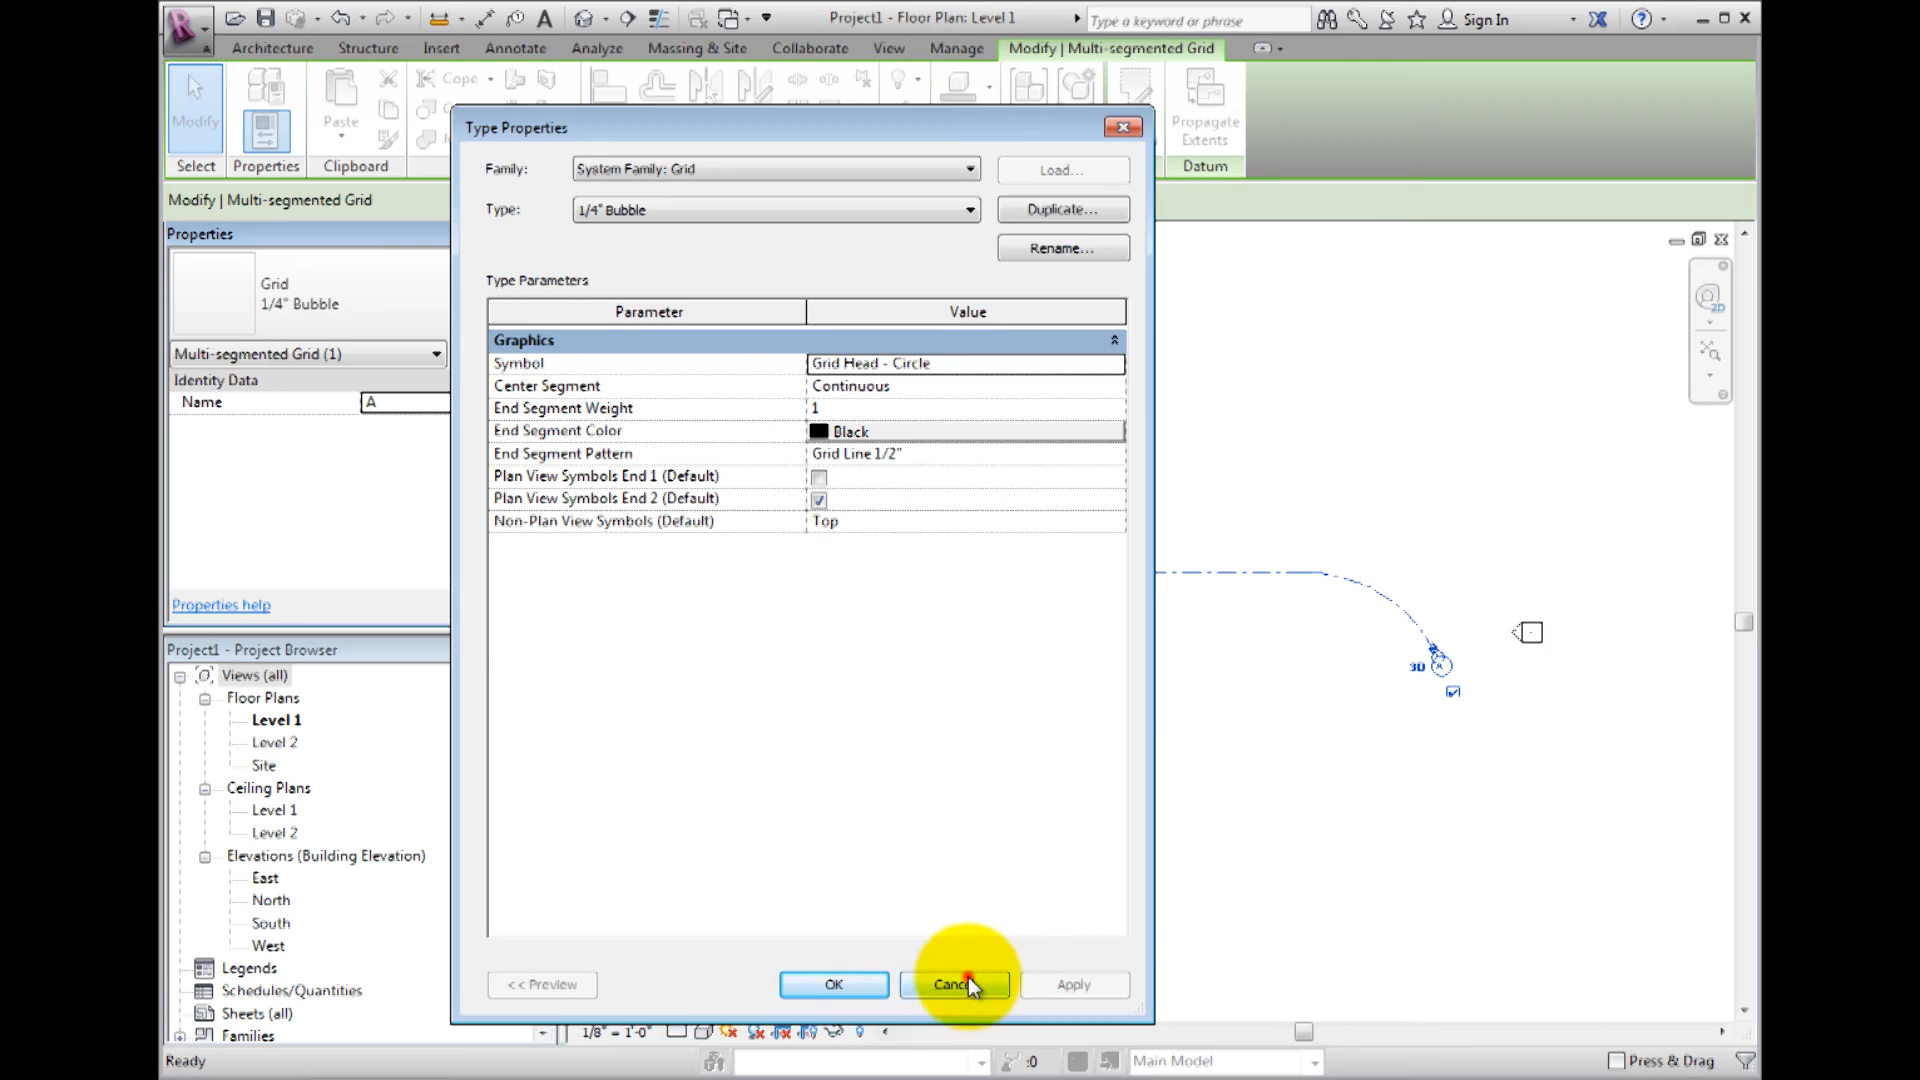 Project1 - Floor Plan: Level 1
Type a keyword or phrase
Sign In
Architecture Structure Insert Annotate Analyze Massing & Site Collaborate View Manage Modify | Multi-segmented Grid
Modify
Paste
Cope
Propagate
Extents
Select Properties Clipboard Datum
Modify | Multi-segmented Grid
Properties
Grid
1/4" Bubble
Multi-segmented Grid (1)
Identity Data
Name A
Properties help
Project1 - Project Browser
Views (all)
Floor Plans
Level 1
Level 2
Site
Ceiling Plans
Level 1
Level 2
Elevations (Building Elevation)
East
North
South
West
Legends
Schedules/Quantities
Sheets (all)
Families
Type Properties
Family: System Family: Grid Load...
Type: 1/4" Bubble Duplicate...
Rename...
Type Parameters
Parameter Value
Graphics
Symbol Grid Head - Circle
Center Segment Continuous
End Segment Weight 1
End Segment Color Black
End Segment Pattern Grid Line 1/2"
Plan View Symbols End 1 (Default)
Plan View Symbols End 2 (Default)
Non-Plan View Symbols (Default) Top
<< Preview OK Cancel Apply
2D
3D A
1/8" = 1'-0"
Ready :0 Main Model Press & Drag